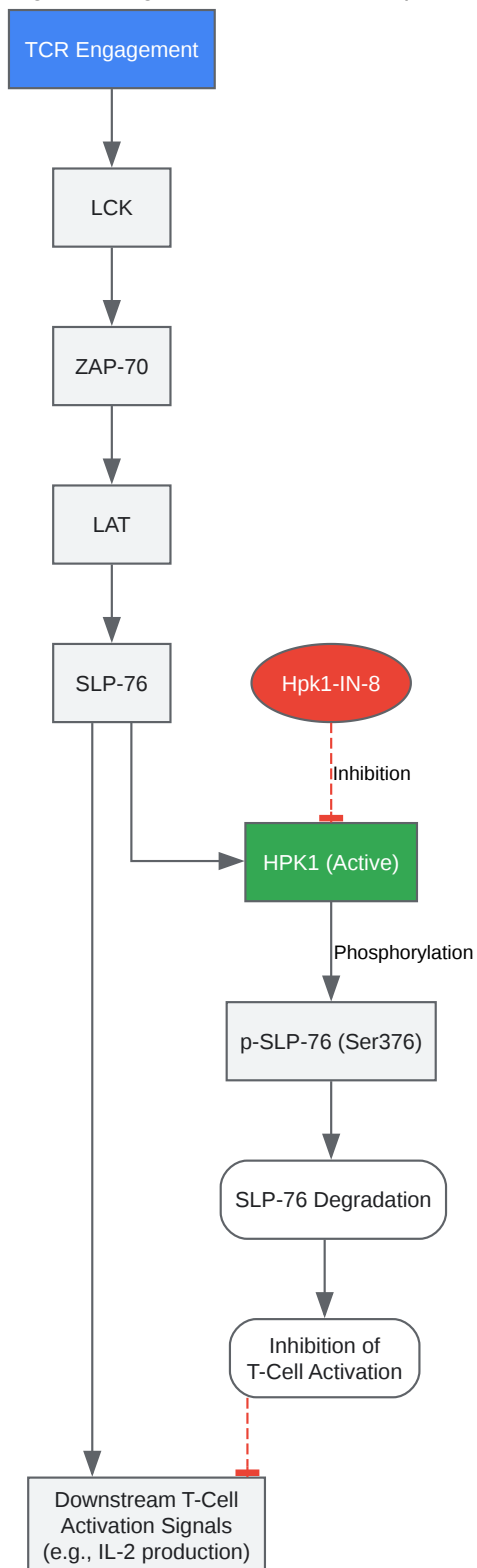 TCR Engagement
LCK
ZAP-70
LAT
SLP-76
Hpk1-IN-8
Inhibition
HPK1 (Active)
Phosphorylation
p-SLP-76 (Ser376)
SLP-76 Degradation
Inhibition of
T-Cell Activation
Downstream T-Cell
Activation Signals
(e.g., IL-2 production)